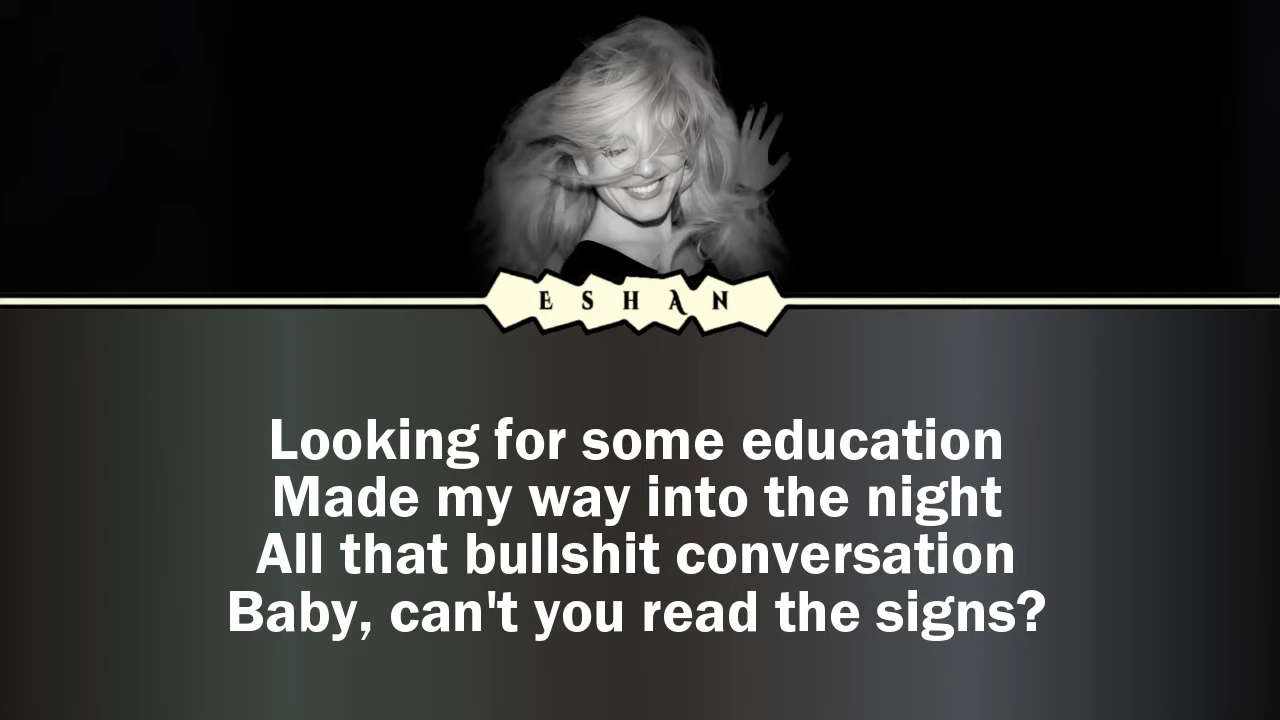 ESHAN
Looking for some education
Made my way into the night
All that bullshit conversation
Baby, can't you read the signs?